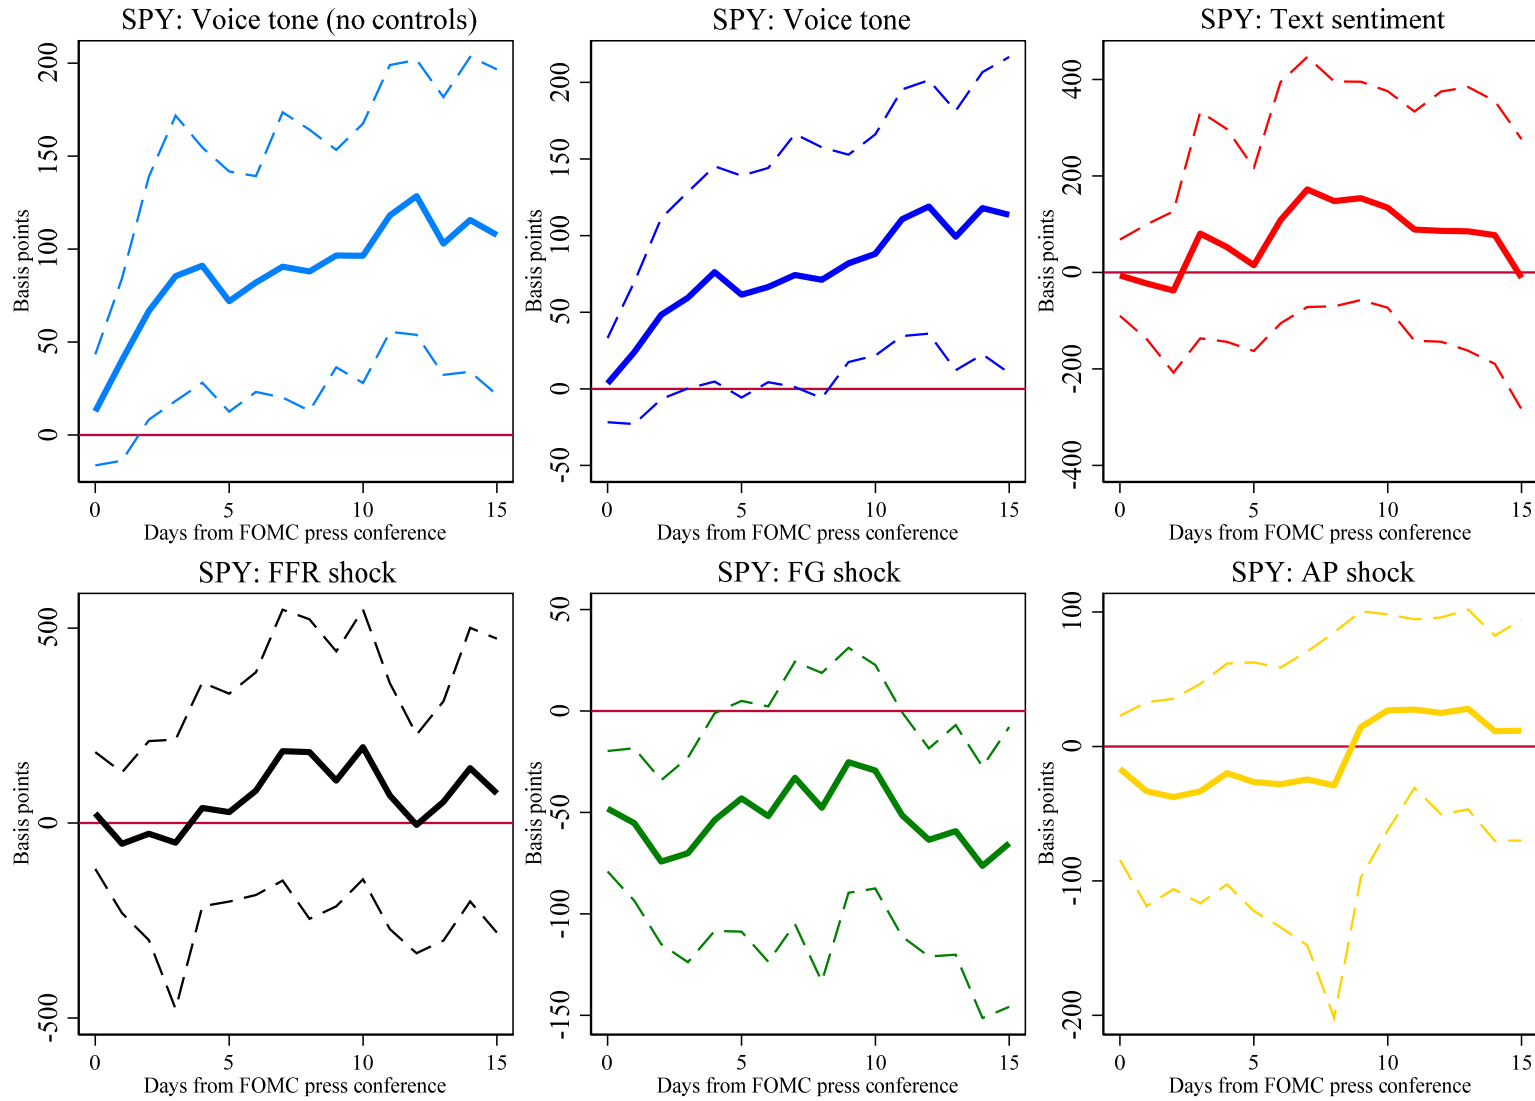 SPY: Voice tone (no controls)
Basis points
200
150
100
50
0
0 5 10 15
Days from FOMC press conference
SPY: Voice tone
Basis points
200
150
100
50
0
-50
0 5 10 15
Days from FOMC press conference
SPY: Text sentiment
Basis points
400
200
0
-200
-400
0 5 10 15
Days from FOMC press conference
SPY: FFR shock
Basis points
500
0
-500
0 5 10 15
Days from FOMC press conference
SPY: FG shock
Basis points
50
0
-50
-100
-150
0 5 10 15
Days from FOMC press conference
SPY: AP shock
Basis points
100
0
-100
-200
0 5 10 15
Days from FOMC press conference